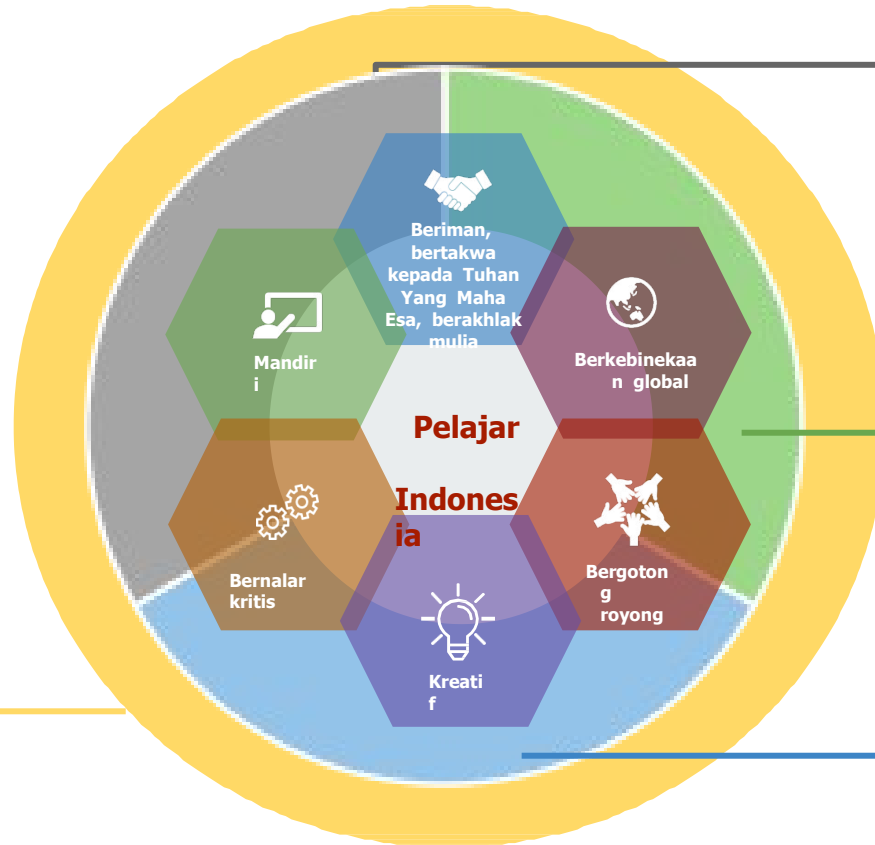 Beriman,
bertakwa
kepada Tuhan
Yang Maha
Esa, berakhlak
mulia
Mandir
i
Berkebinekaa
n global
Pelajar
Indones
ia
Bernalar
kritis
Bergoton
g
royong
Kreati
f